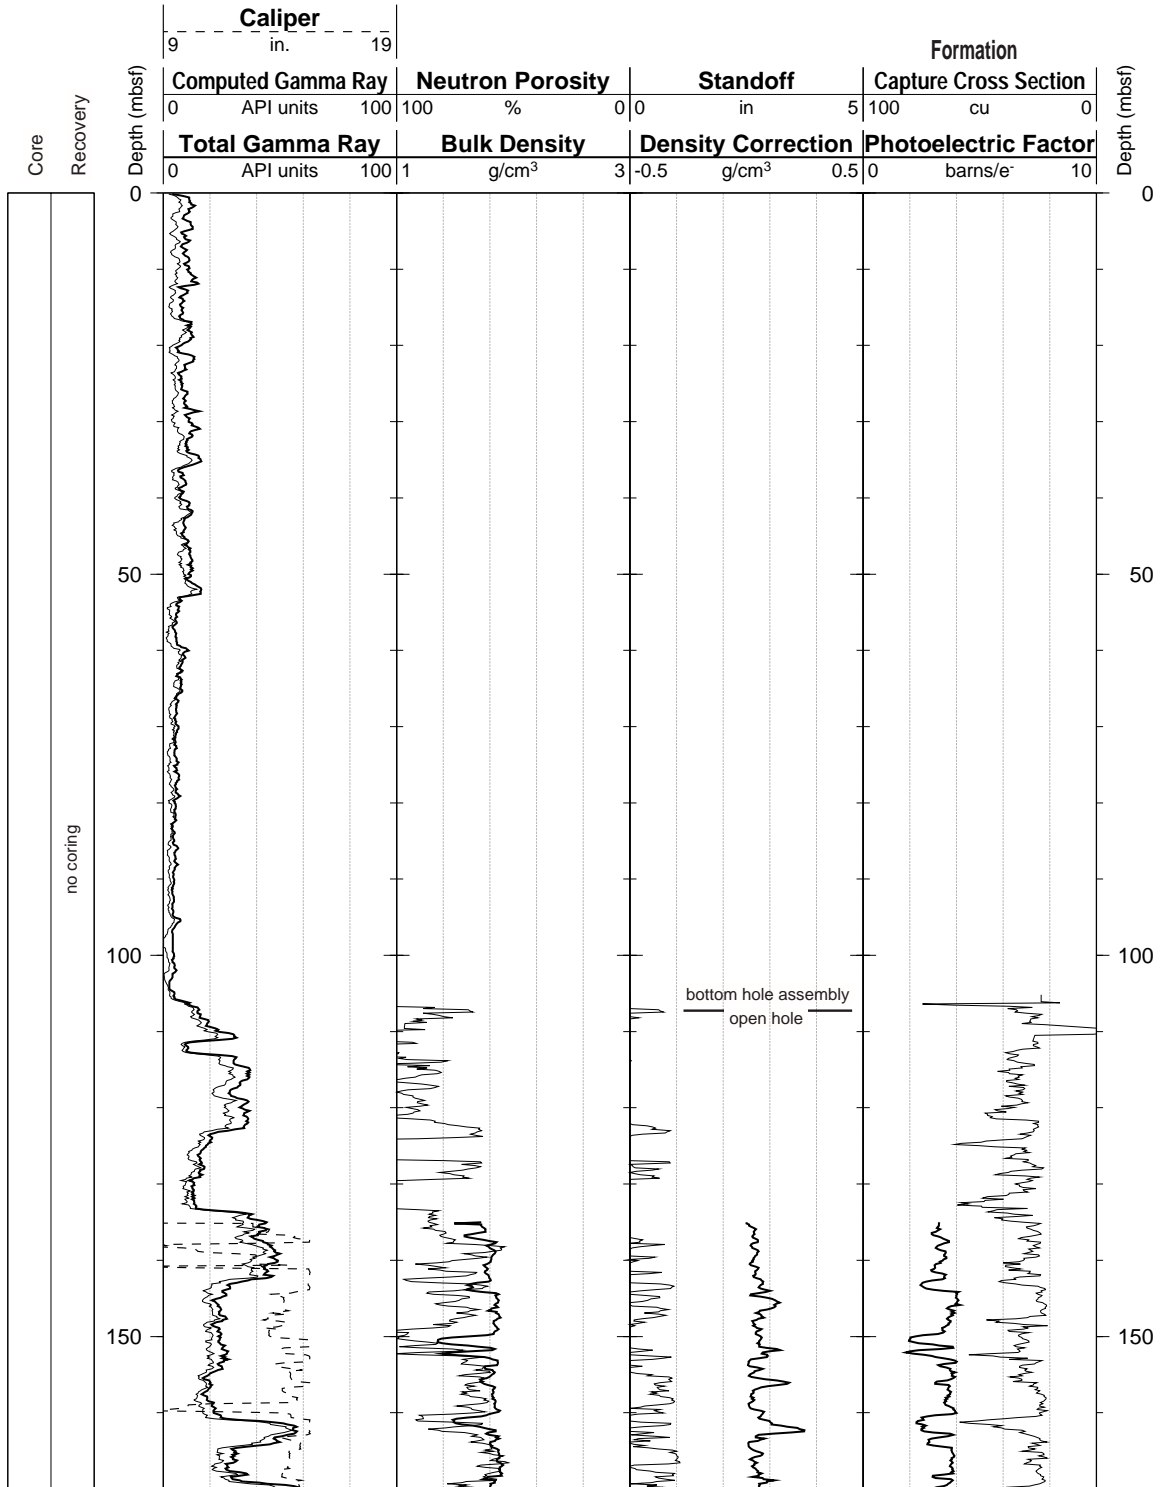 Caliper
9 in. 19
Formation
Computed Gamma Ray Neutron Porosity Standoff Capture Cross Section
0 API units 100 100 % 0 0 in 5 100 cu 0
Total Gamma Ray Bulk Density Density Correction Photoelectric Factor
0 API units 100 1 g/cm³ 3 -0.5 g/cm³ 0.5 0 barns/e⁻ 10
Core
Recovery
Depth (mbsf)
Depth (mbsf)
0 0
50 50
no coring
100 100
bottom hole assembly
open hole
150 150